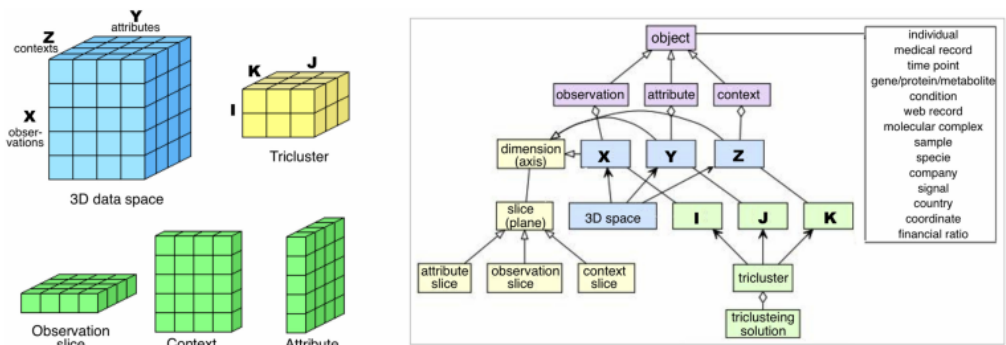 Y
attributes
Z
contexts
X
obser-
vations
3D data space
K
J
I
Tricluster
Observation
slice
Context
Attribute
object
observation
attribute
context
dimension
(axis)
X
Y
Z
slice
(plane)
3D space
I
J
K
attribute
slice
observation
slice
context
slice
tricluster
triclusteing
solution
individual
medical record
time point
gene/protein/metabolite
condition
web record
molecular complex
sample
specie
company
signal
country
coordinate
financial ratio